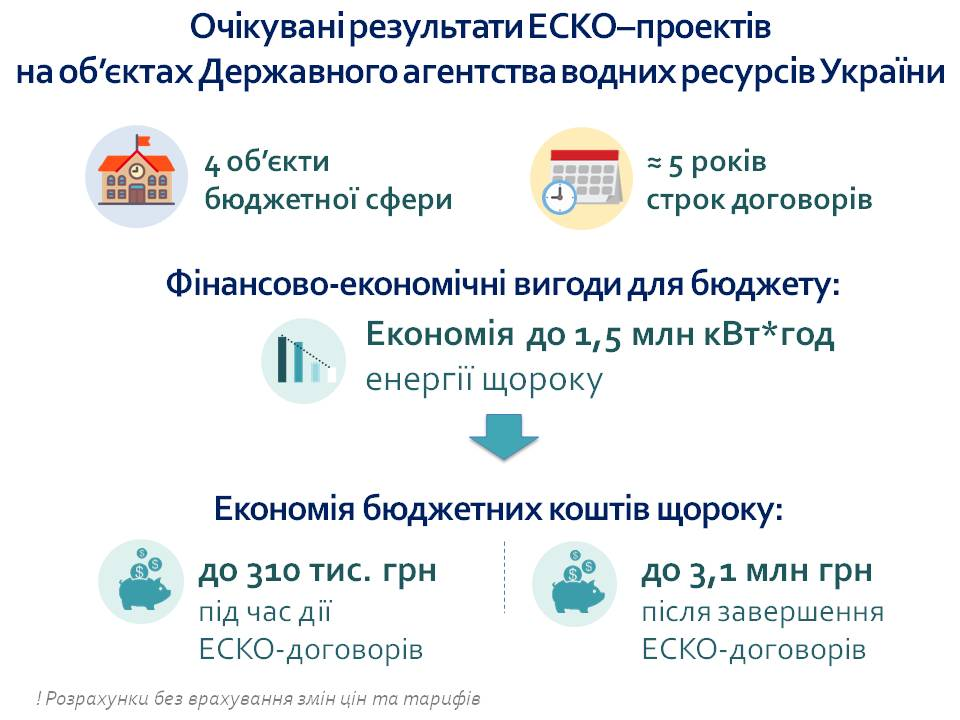 Очікувані результати ЕСКО–проектів
на об’єктах Державного агентства водних ресурсів України
4 об’єкти
бюджетної сфери
≈ 5 років
строк договорів
Фінансово-економічні вигоди для бюджету:
Економія до 1,5 млн кВт*год
енергії щороку
Економія бюджетних коштів щороку:
до 310 тис. грн
під час дії
ЕСКО-договорів
до 3,1 млн грн
після завершення
ЕСКО-договорів
! Розрахунки без врахування змін цін та тарифів